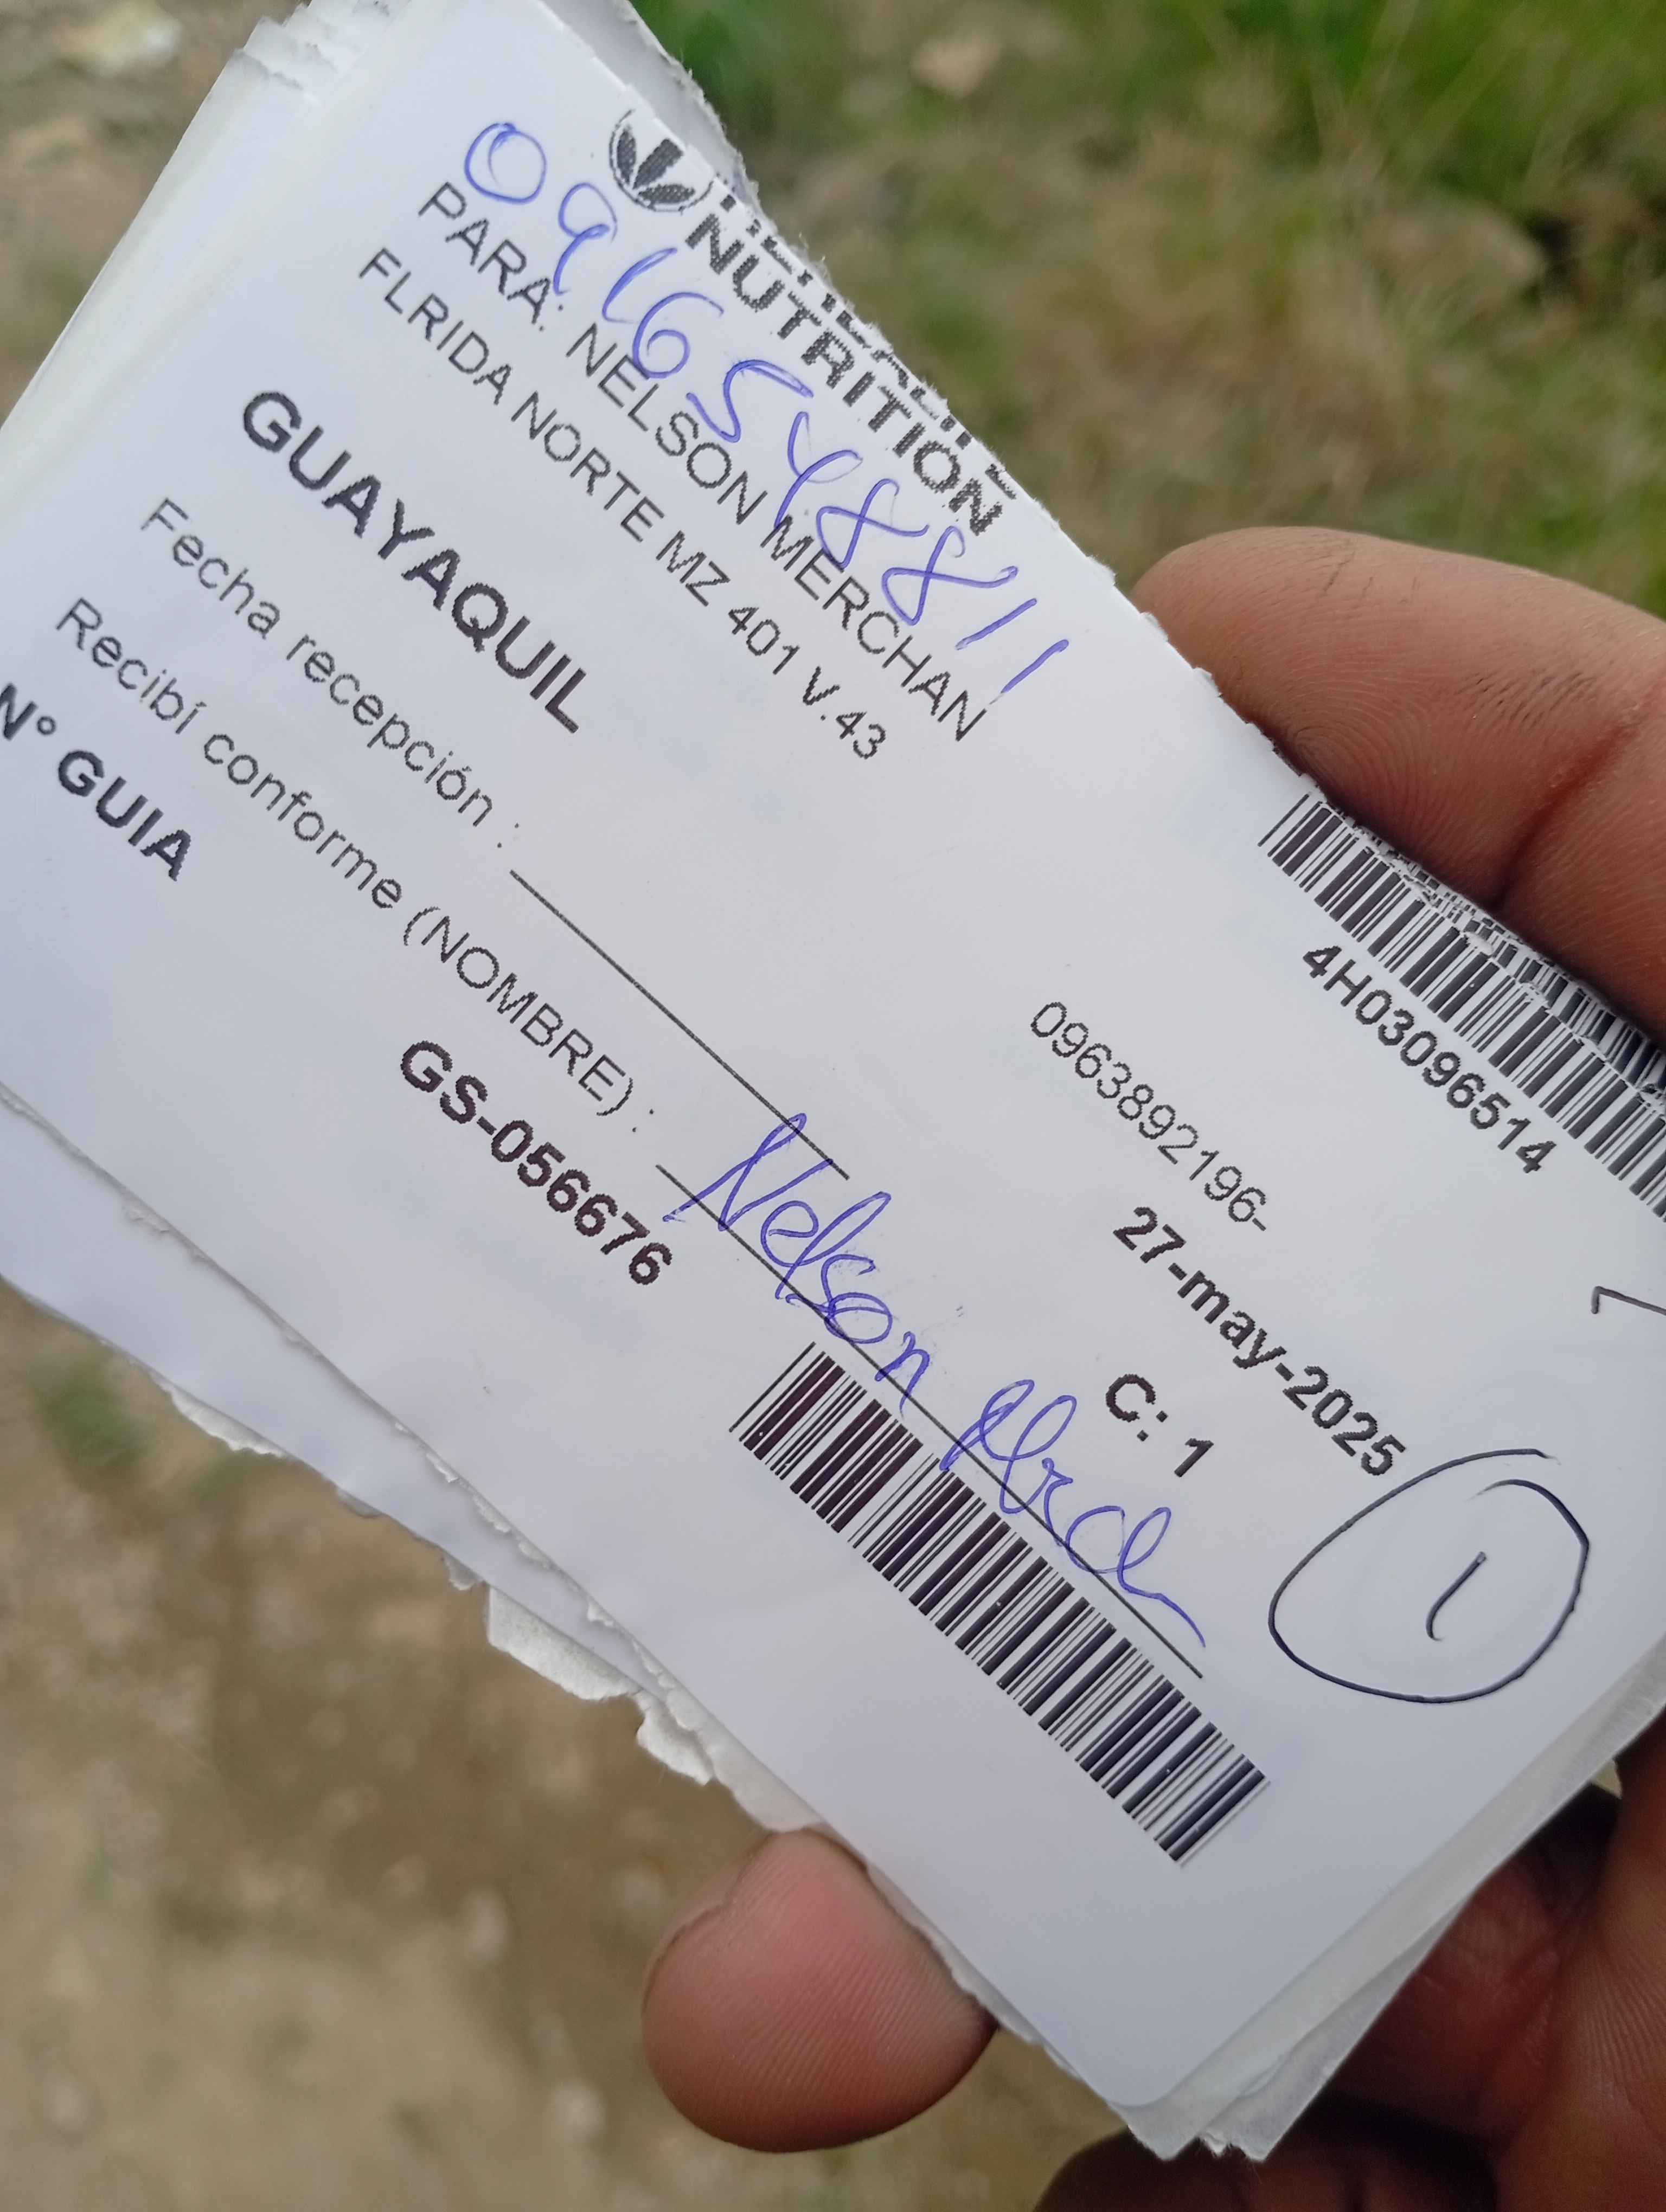 NUTRITION
0916548811
PARA: NELSON MERCHAN
FLRIDA NORTE MZ 401 V.43
4H03096514
0963892196-
GUAYAQUIL
27-may-2025
Fecha recepción :
C: 1
1
Recibí conforme (NOMBRE) : Nelson
N° GUIA GS-056676